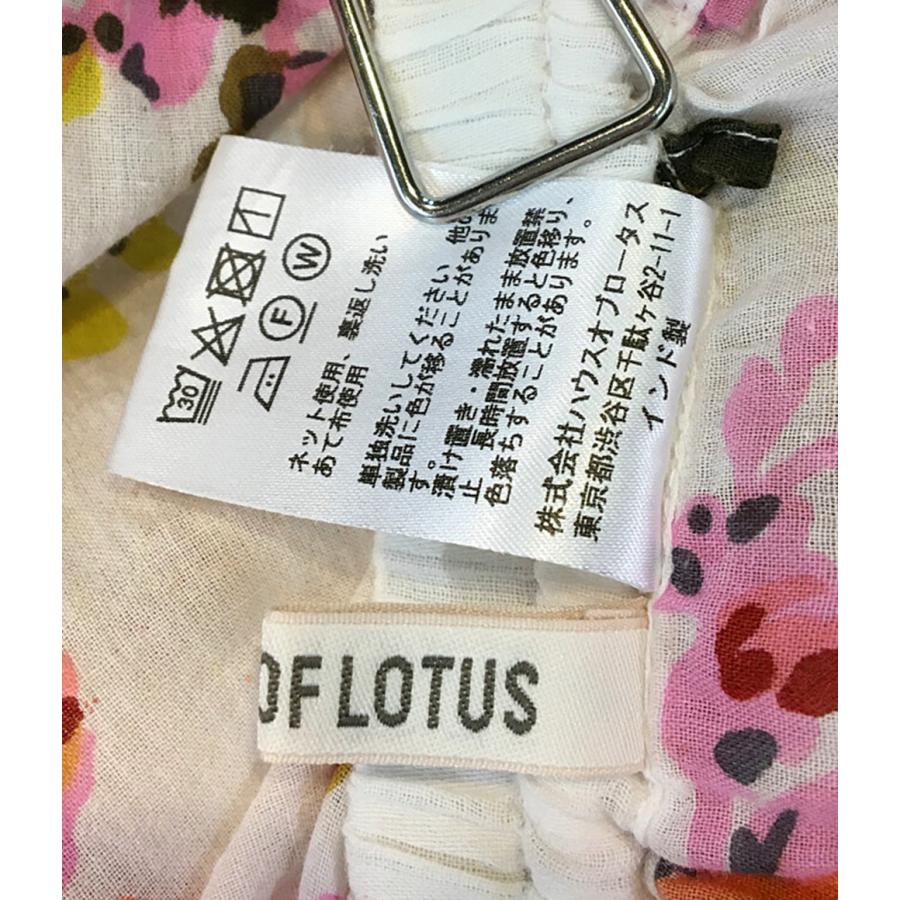 30
F
W
ネット使用、裏返し洗い
あて布使用
単独洗いしてください 他の
製品に色が移ることがありま
す。
漬け置き・濡れたまま放置禁
止 長時間放置すると色移り、
色落ちすることがあります。
株式会社ハウスオブロータス
東京都渋谷区千駄ヶ谷2-11-1
インド製
OF LOTUS